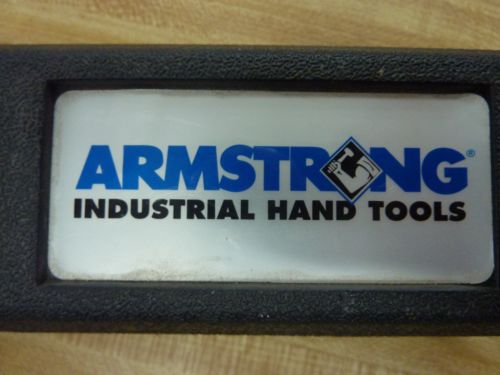 ARMSTRONG®
INDUSTRIAL HAND TOOLS